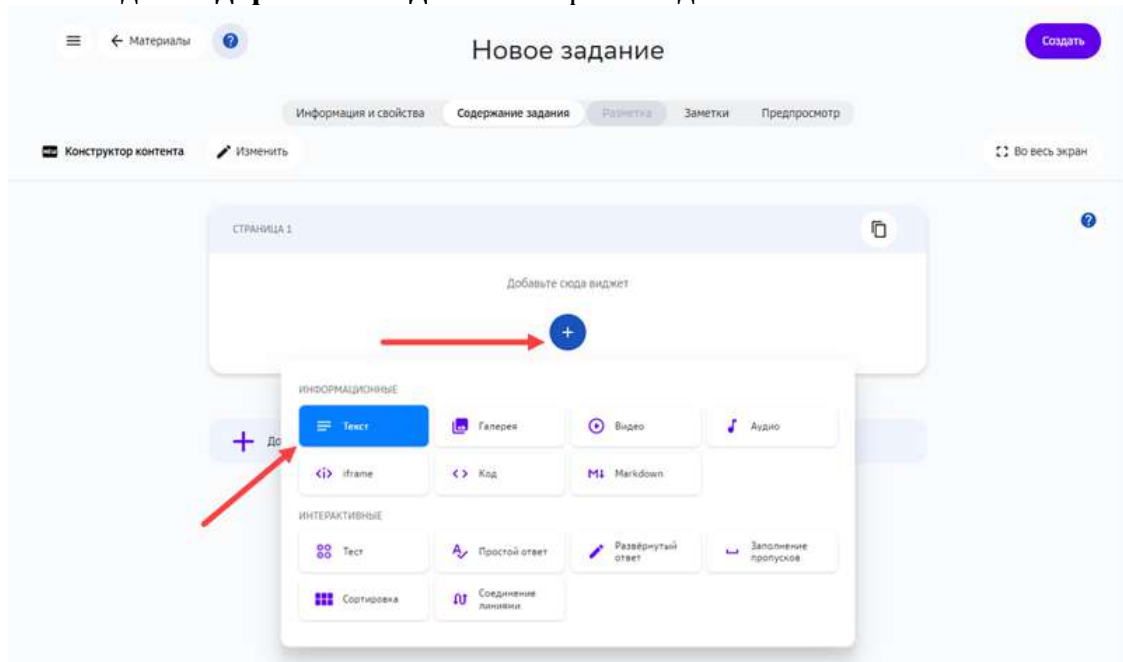 Материалы
Новое задание
Создать
Информация и свойства Содержание задания Разметка Заметки Предпросмотр
Конструктор контента Изменить Во весь экран
СТРАНИЦА 1
Добавьте сюда виджет
ИНФОРМАЦИОННЫЕ
Текст Галерея Видео Аудио
До
iframe Код Markdown
ИНТЕРАКТИВНЫЕ
Тест Простой ответ Развёрнутый ответ Заполнение пропусков
Сортировка Соединение линиями